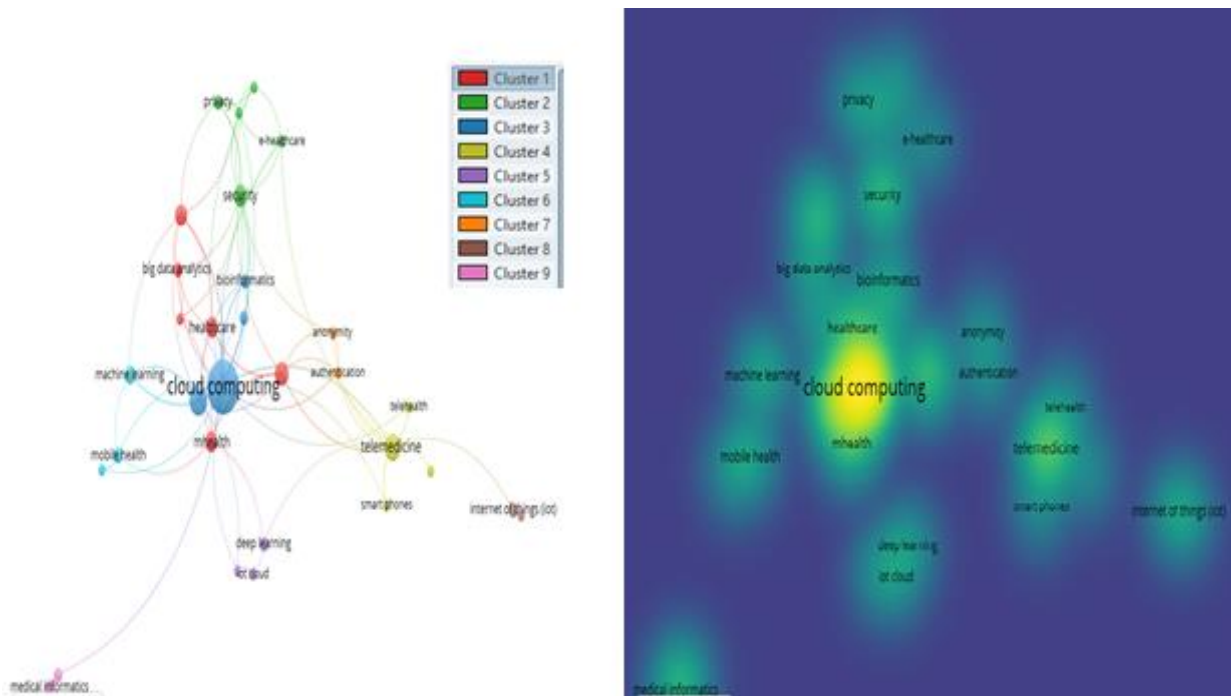 privacy
e-healthcare
security
big data analytics
bioinformatics
healthcare
anonymity
machine learning
authentication
cloud computing
telehealth
mhealth
telemedicine
mobile health
smart phones
internet of things (iot)
deep learning
iot cloud
medical informatics
Cluster 1
Cluster 2
Cluster 3
Cluster 4
Cluster 5
Cluster 6
Cluster 7
Cluster 8
Cluster 9
privacy
e-healthcare
security
big data analytics
bioinformatics
healthcare
anonymity
machine learning
authentication
cloud computing
telehealth
mhealth
telemedicine
mobile health
smart phones
internet of things (iot)
deep learning
iot cloud
medical informatics